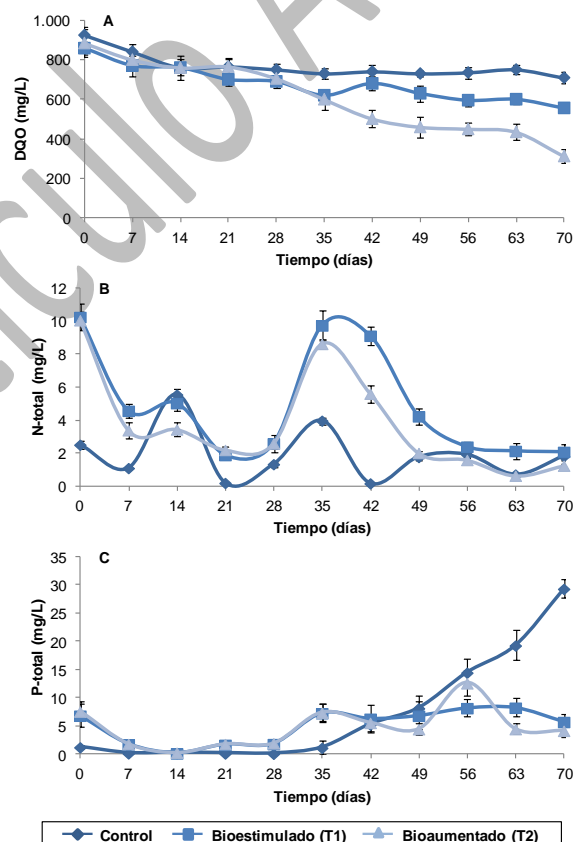 A
1.000
800
600
400
200
0
DQO (mg/L)
0 7 14 21 28 35 42 49 56 63 70
Tiempo (días)
B
12
10
8
6
4
2
0
N-total (mg/L)
0 7 14 21 28 35 42 49 56 63 70
Tiempo (días)
C
35
30
25
20
15
10
5
0
P-total (mg/L)
0 7 14 21 28 35 42 49 56 63 70
Tiempo (días)
Control Bioestimulado (T1) Bioaumentado (T2)